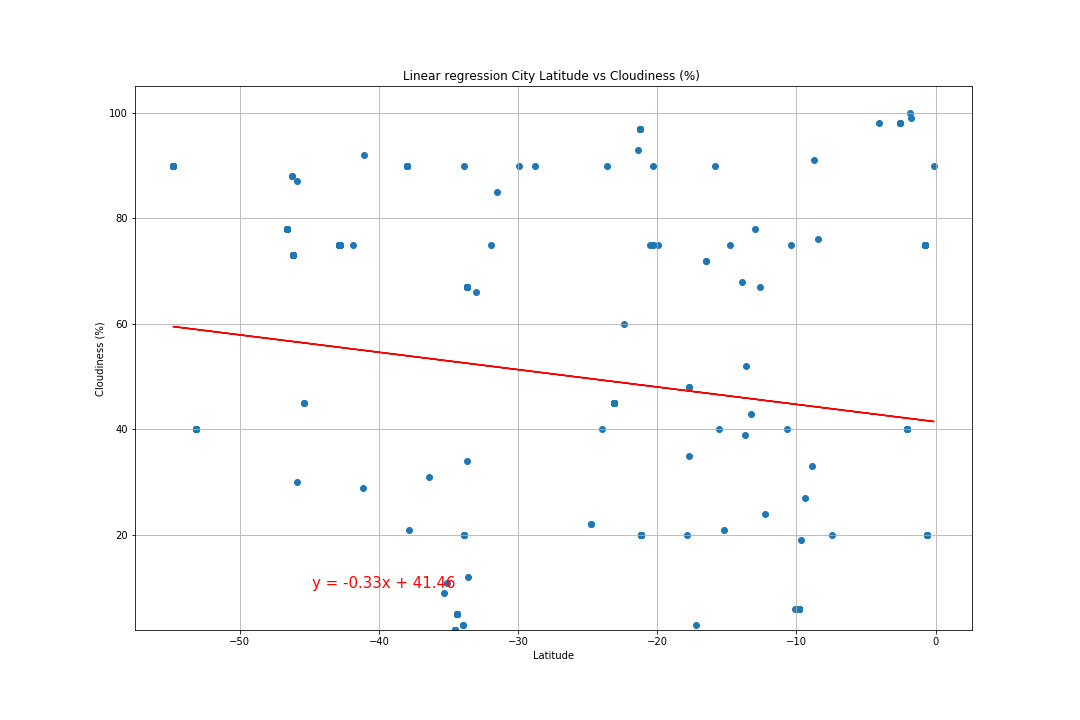 Linear regression City Latitude vs Cloudiness (%)
100
80
60
40
20
Cloudiness (%)
y = -0.33x + 41.46
−50
−40
−30
−20
−10
0
Latitude